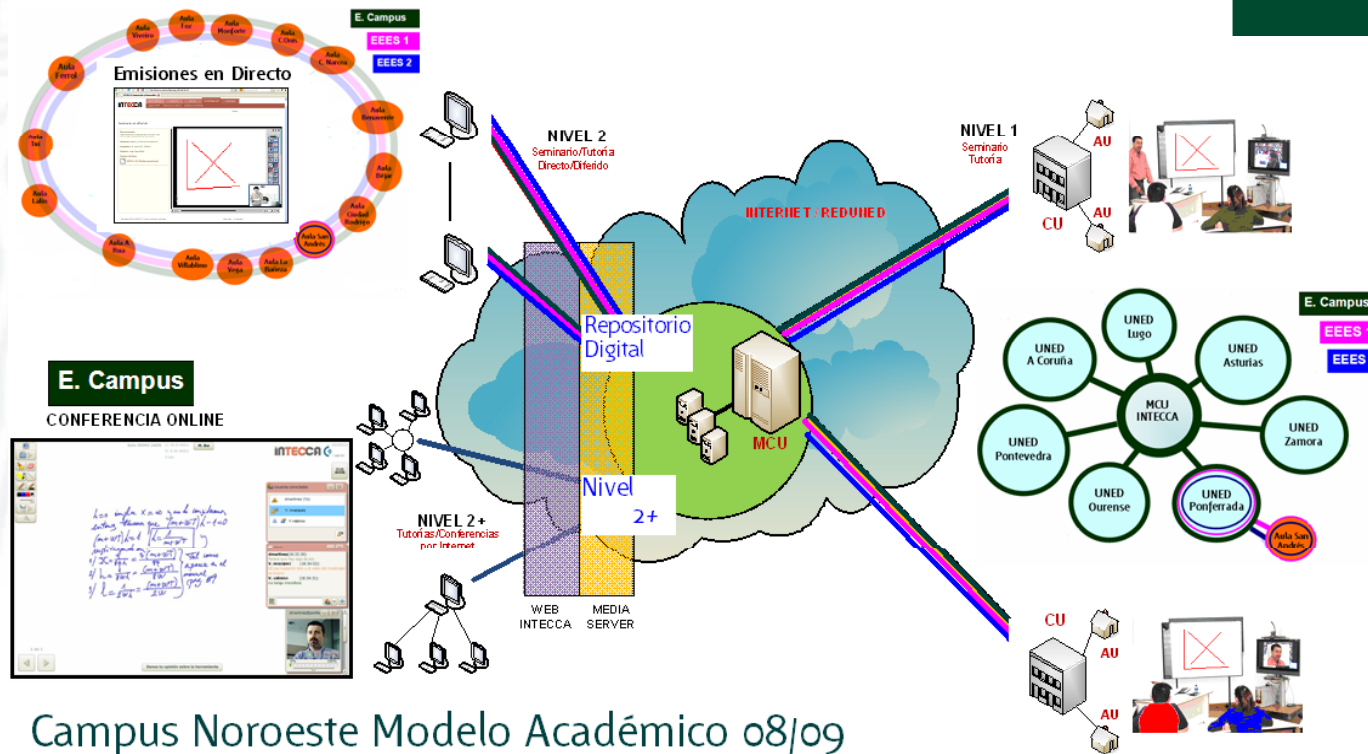 E. Campus
EEES 1
EEES 2
Aula
Viveiro
Aula
Foz
Aula
Monforte
Aula
C.Onís
Aula
C. Narcea
Aula
Ferrol
Aula
Benavente
Aula
Tui
Aula
Béjar
Aula
Lalín
Aula
Ciudad
Rodrigo
Aula San
Andrés
Aula A
Rúa
Aula
Villablino
Aula
Vega
Aula La
Bañeza
Emisiones en Directo
INTECCA
NIVEL 2
Seminario/Tutoría
Directo/Diferido
NIVEL 1
Seminario
Tutoría
AU
CU
AU
INTERNET / REDUNED
Repositorio
Digital
MCU
Nivel
2+
E. Campus
CONFERENCIA ONLINE
INTECCA
NIVEL 2+
Tutorías/Conferencias
por Internet
WEB
INTECCA
MEDIA
SERVER
E. Campus
EEES 1
EEES
UNED
Lugo
UNED
A Coruña
UNED
Asturias
MCU
INTECCA
UNED
Pontevedra
UNED
Zamora
UNED
Ourense
UNED
Ponferrada
Aula San
Andrés
CU
AU
AU
Campus Noroeste Modelo Académico 08/09